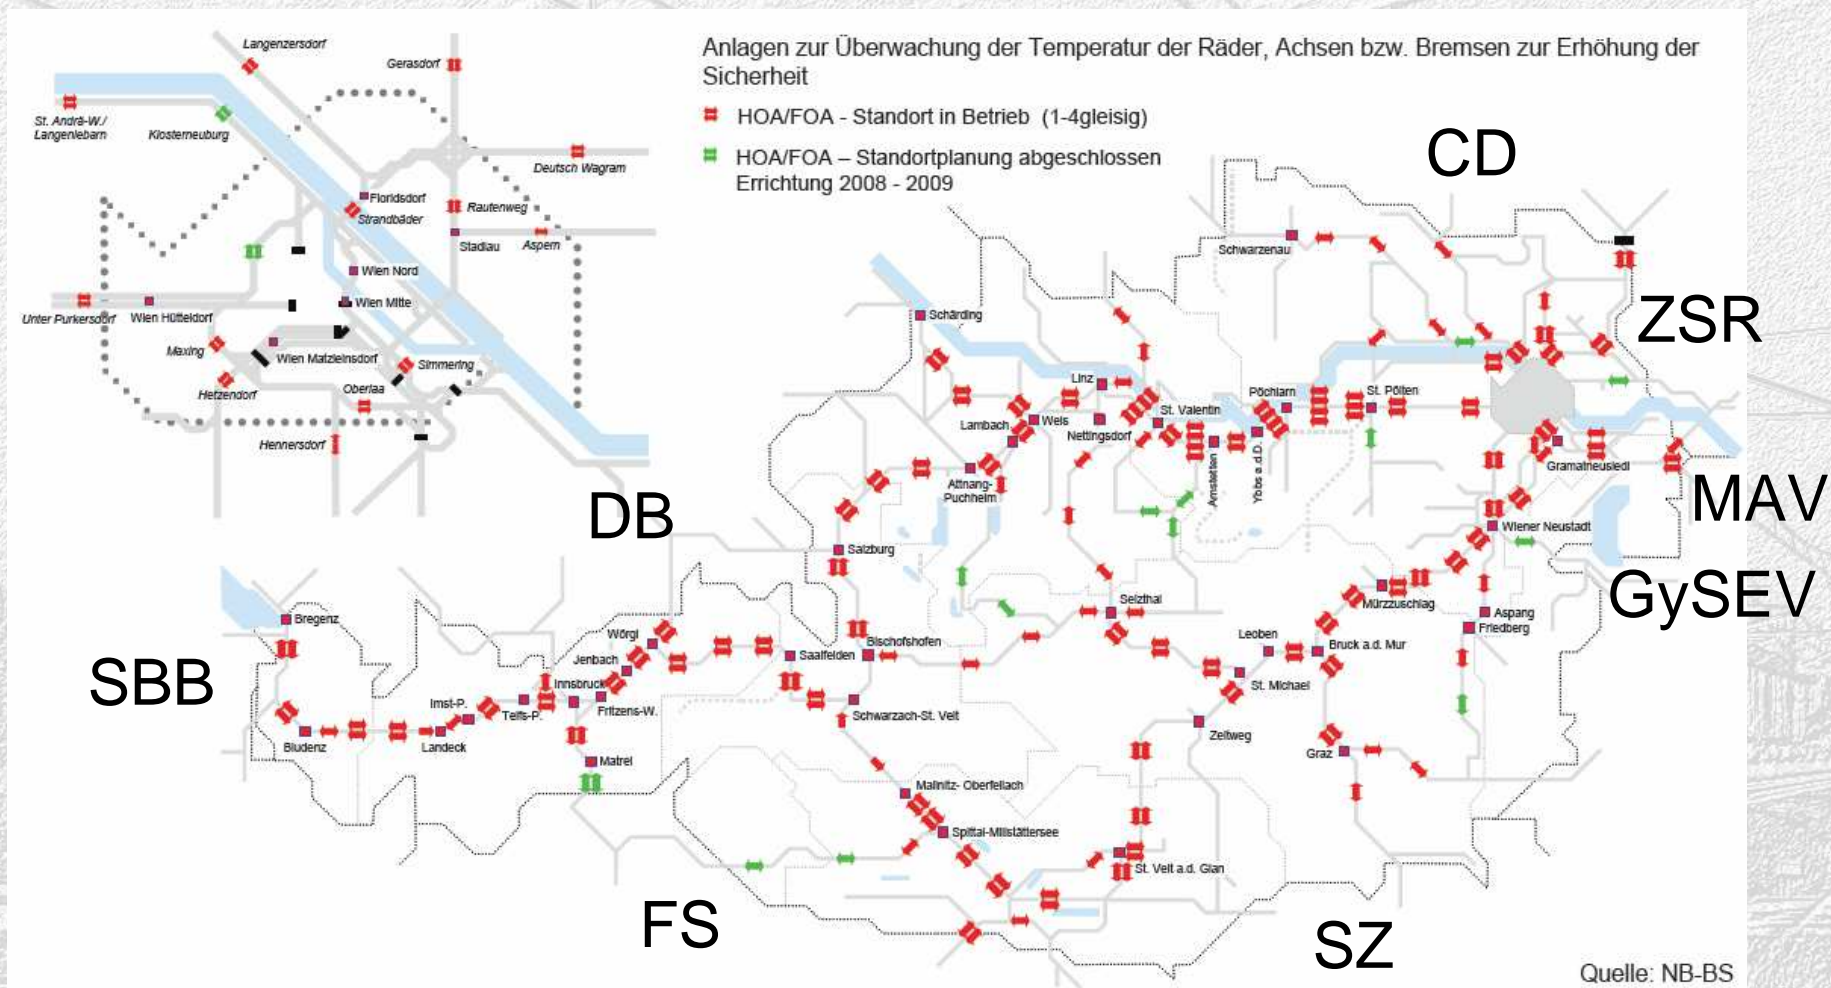 Anlagen zur Überwachung der Temperatur der Räder, Achsen bzw. Bremsen zur Erhöhung der
Sicherheit
HOA/FOA - Standort in Betrieb (1-4gleisig)
HOA/FOA – Standortplanung abgeschlossen
Errichtung 2008 - 2009
Langenzersdorf
Gerasdorf
St. Andrä-W./
Langenlebarn
Klosterneuburg
Deutsch Wagram
Floridsdorf
Strandbäder
Rautenweg
Stadlau
Aspern
Wien Nord
Wien Mitte
Unter Purkersdorf
Wien Hütteldorf
Maxing
Wien Matzleinsdorf
Simmering
Hetzendorf
Oberlaa
Hennersdorf
CD
ZSR
MAV
GySEV
SZ
FS
SBB
DB
Schwarzenau
Schärding
Linz
Pöchlarn
St. Pölten
St. Valentin
Wels
Lambach
Nettingsdorf
Amstetten
Ybbs a.d.D.
Gramatneusiedl
Attnang-
Puchheim
Wiener Neustadt
Salzburg
Mürzzuschlag
Selzthal
Aspang
Friedberg
Bregenz
Wörgl
Bischofshofen
Leoben
Bruck a.d. Mur
Jenbach
Saalfelden
Innsbruck
St. Michael
Imst-P.
Telfs-P.
Fritzens-W.
Schwarzach-St. Veit
Bludenz
Landeck
Zeltweg
Graz
Matrei
Mallnitz- Obervellach
Spittal-Millstättersee
St. Veit a.d. Glan
Quelle: NB-BS